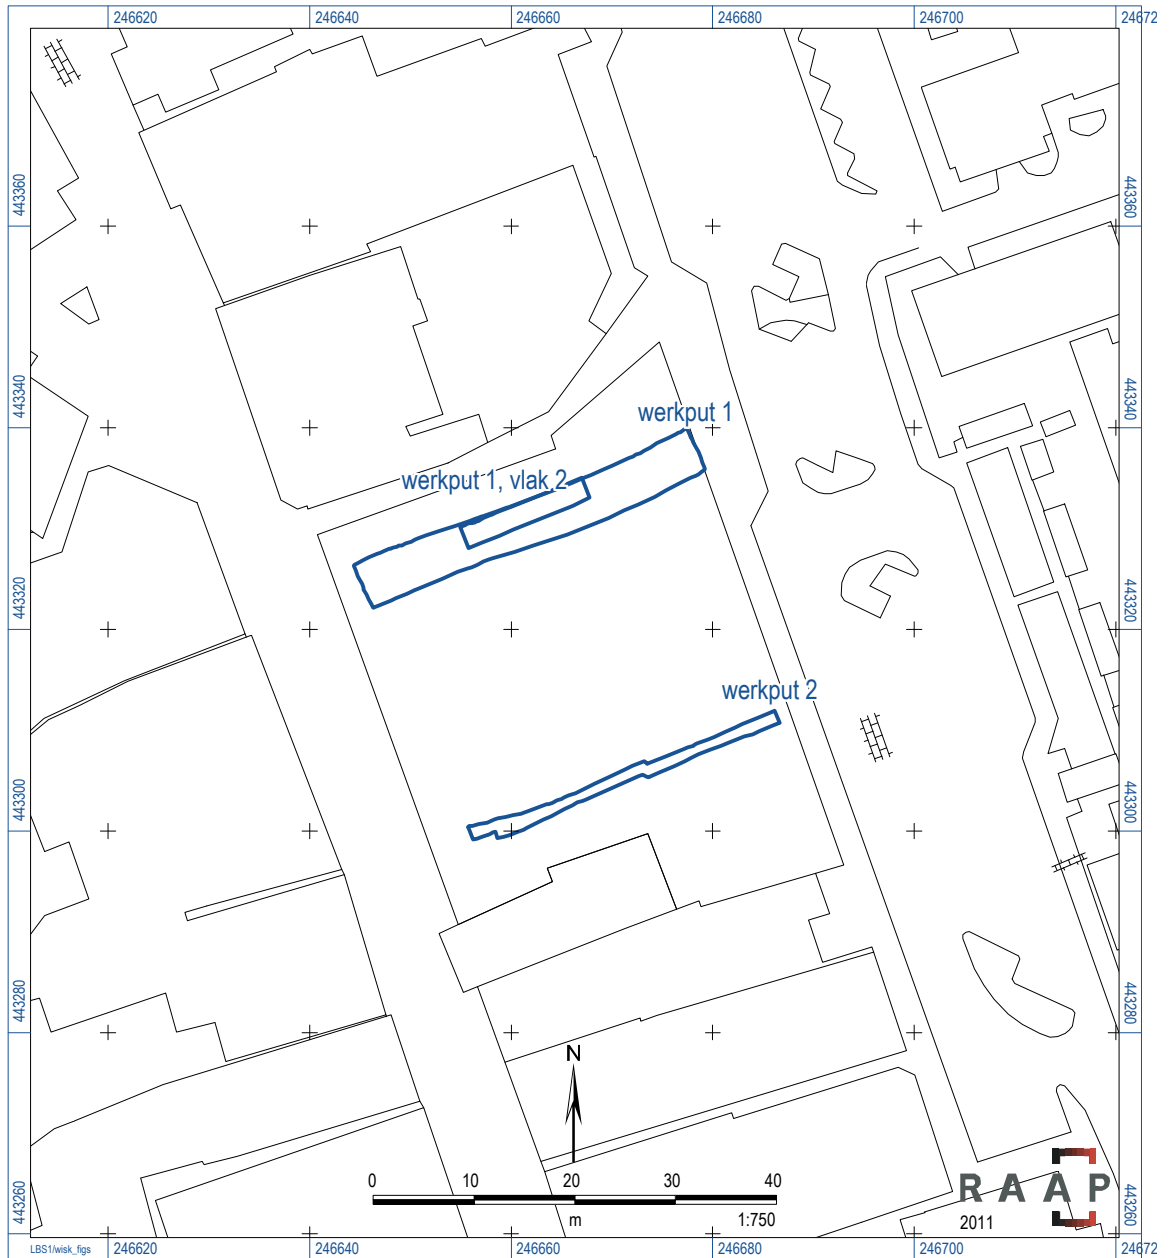 246620 246640 246660 246680 246700 24672
443360 443360
443340 443340
werkput 1
werkput 1, vlak 2
443320 443320
werkput 2
443300 443300
443280 443280
N
0 10 20 30 40
m 1:750
RAAP
2011
443260 443260
LBS1/wisk_figs
246620 246640 246660 246680 246700 24672